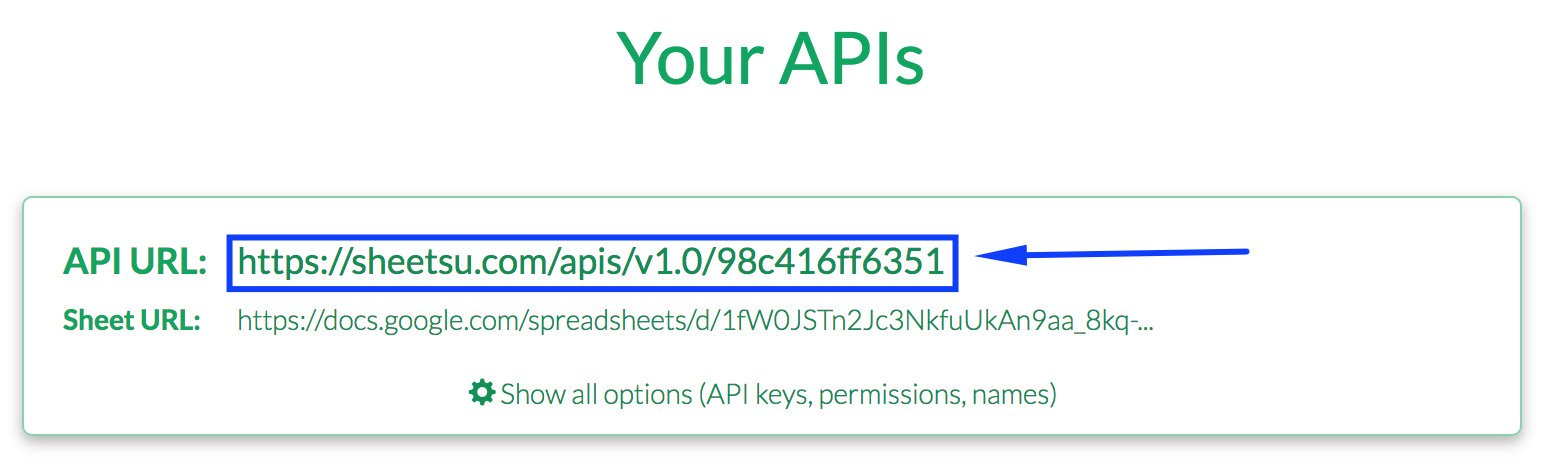 Your APIs
API URL: https://sheetsu.com/apis/v1.0/98c416ff6351
Sheet URL: https://docs.google.com/spreadsheets/d/1fW0JSTn2Jc3NkfuUkAn9aa_8kq-...
Show all options (API keys, permissions, names)